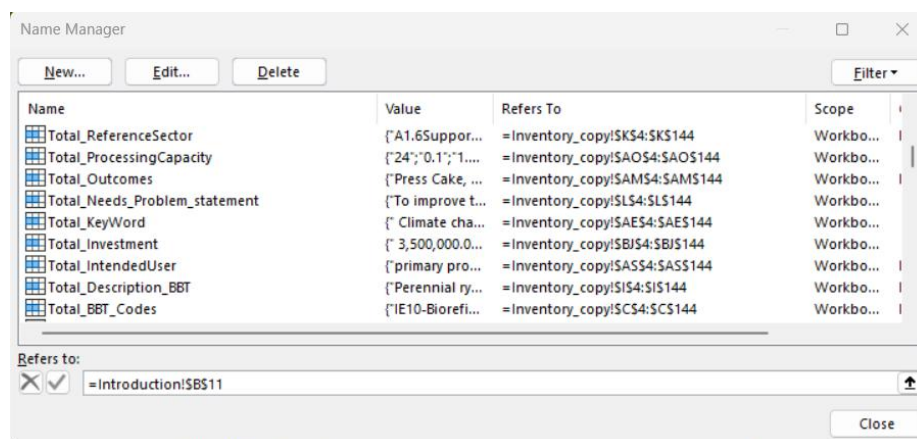 Name Manager
New... Edit... Delete Filter
Name Value Refers To Scope
Total_ReferenceSector {"A1.6Suppor... =Inventory_copy!$K$4:$K$144 Workbo...
Total_ProcessingCapacity {"24";"0.1";"1.... =Inventory_copy!$AO$4:$AO$144 Workbo...
Total_Outcomes {"Press Cake, ... =Inventory_copy!$AM$4:$AM$144 Workbo...
Total_Needs_Problem_statement {"To improve t... =Inventory_copy!$L$4:$L$144 Workbo...
Total_KeyWord {" Climate cha... =Inventory_copy!$AE$4:$AE$144 Workbo...
Total_Investment {" 3,500,000.0... =Inventory_copy!$BJ$4:$BJ$144 Workbo...
Total_IntendedUser {"primary pro... =Inventory_copy!$AS$4:$AS$144 Workbo...
Total_Description_BBT {"Perennial ry... =Inventory_copy!$I$4:$I$144 Workbo...
Total_BBT_Codes {"IE10-Biorefi... =Inventory_copy!$C$4:$C$144 Workbo...
Refers to:
=Introduction!$B$11
Close